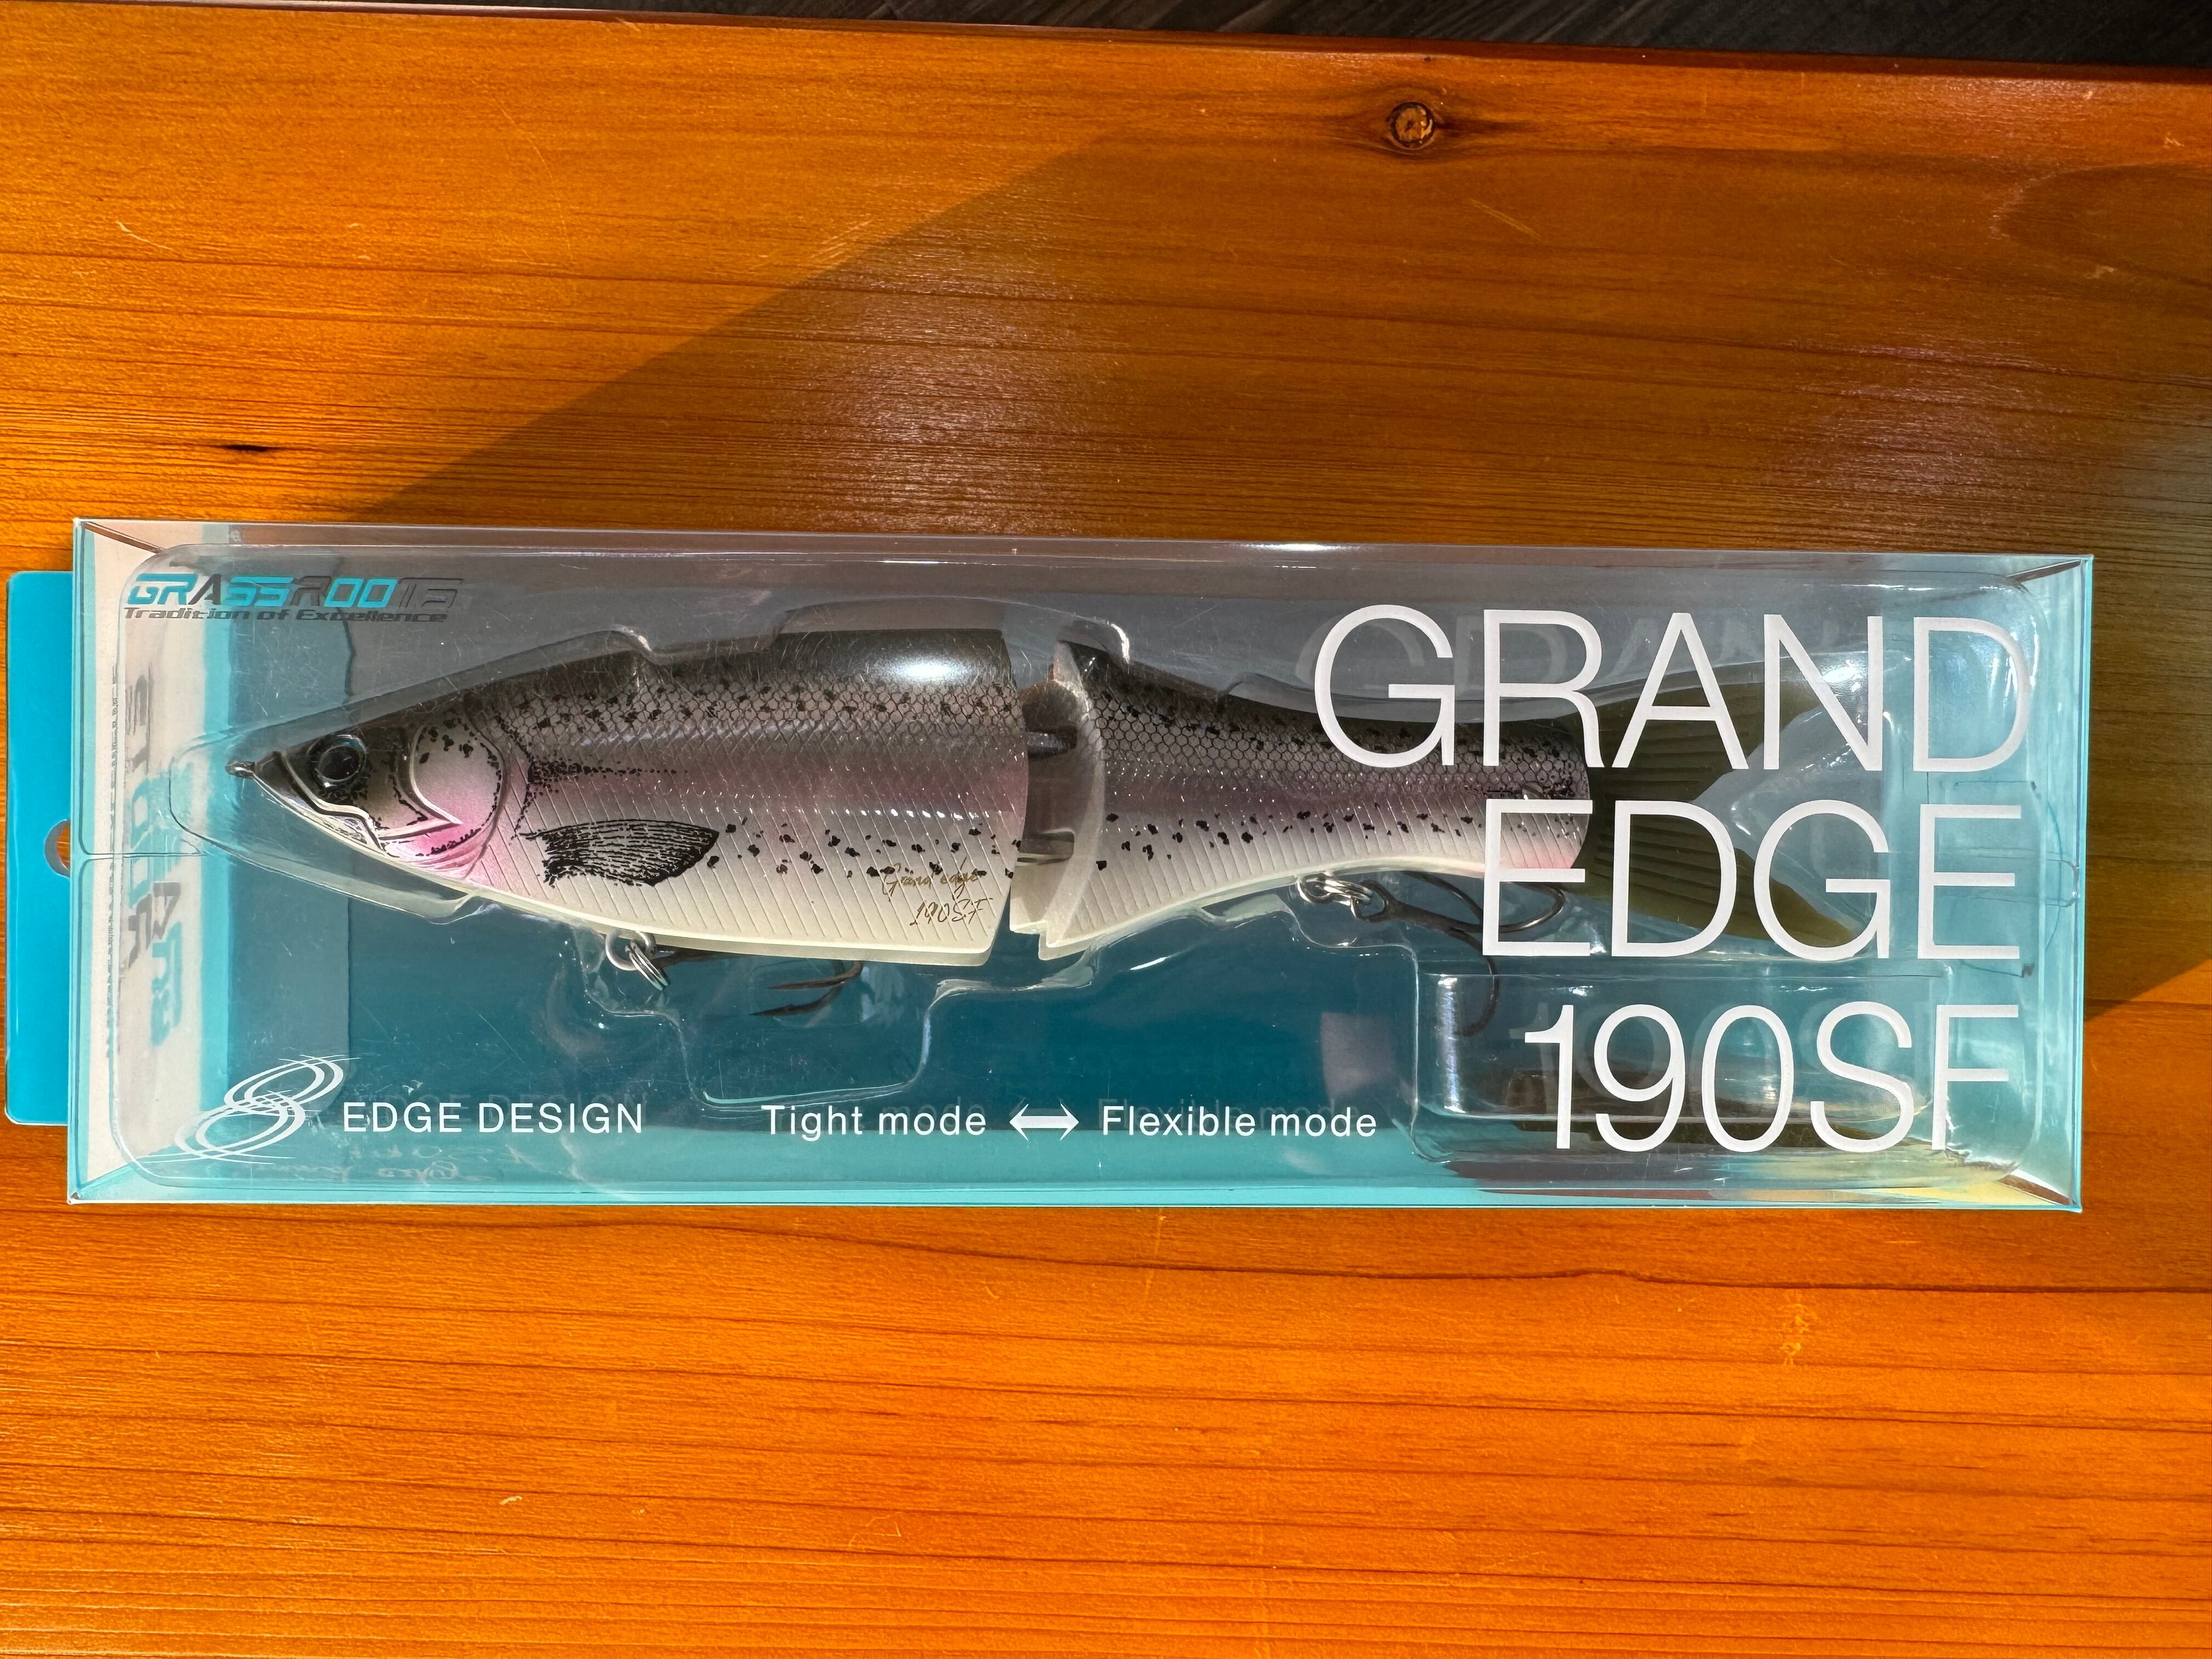 GRASSROOTS
Tradition of Excellence
GRAND
EDGE
190SF
Grand edge
190SF
EDGE DESIGN
Tight mode ⟷ Flexible mode